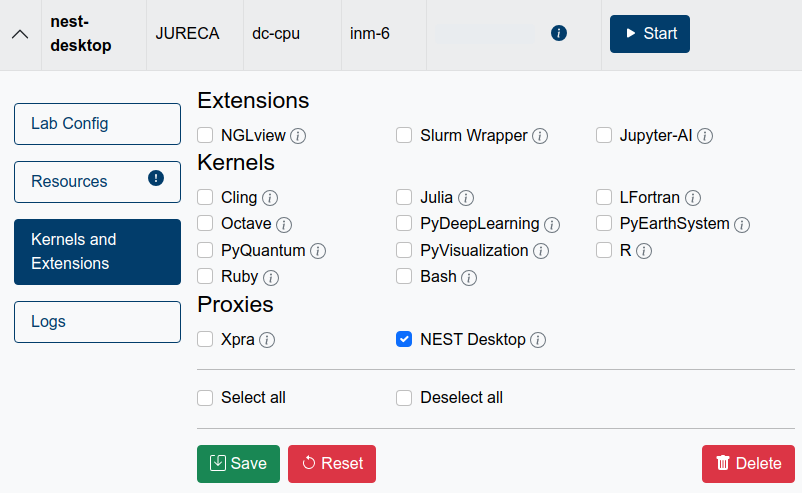 nest-desktop JURECA dc-cpu inm-6 Start
Lab Config
Resources
Kernels and
Extensions
Logs
Extensions
NGLview Slurm Wrapper Jupyter-AI
Kernels
Cling Julia LFortran
Octave PyDeepLearning PyEarthSystem
PyQuantum PyVisualization R
Ruby Bash
Proxies
Xpra NEST Desktop
Select all Deselect all
Save Reset Delete